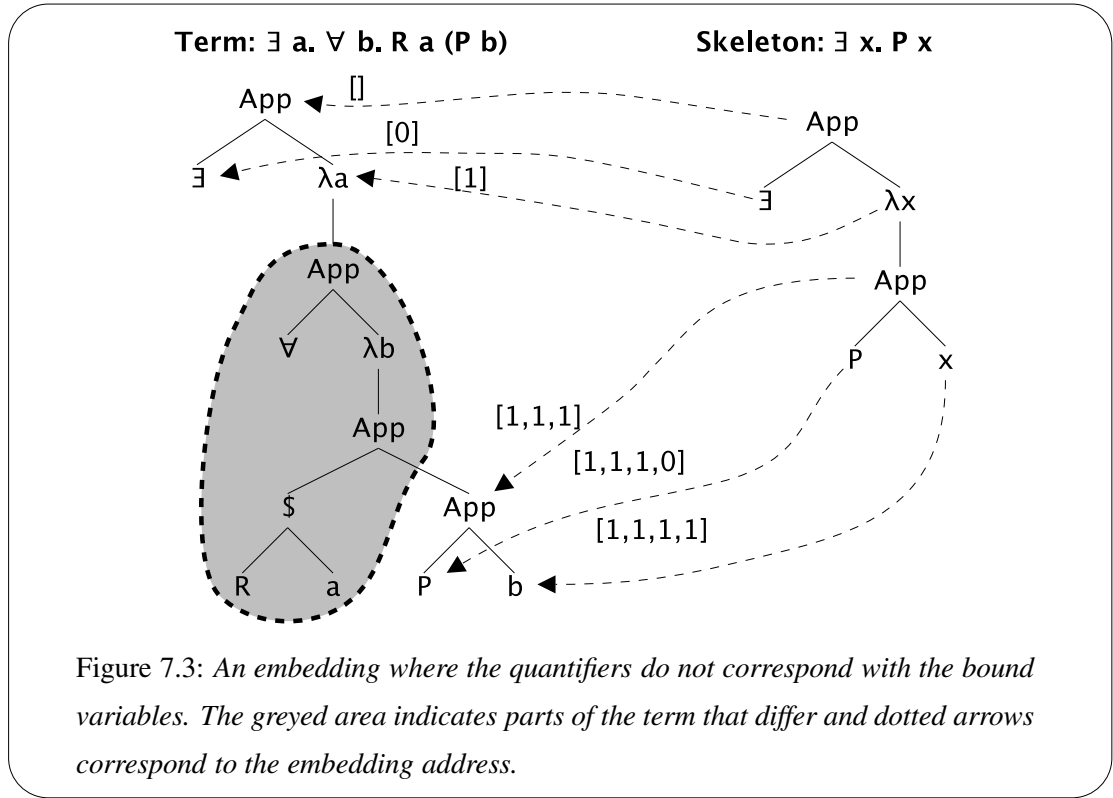 Term: ∃ a. ∀ b. R a (P b)
Skeleton: ∃ x. P x
App
[]
App
[0]
∃
λa
[1]
∃
λx
App
App
∀
λb
P
x
App
[1,1,1]
[1,1,1,0]
$
App
[1,1,1,1]
R
a
P
b
Figure 7.3: An embedding where the quantifiers do not correspond with the bound
variables. The greyed area indicates parts of the term that differ and dotted arrows
correspond to the embedding address.